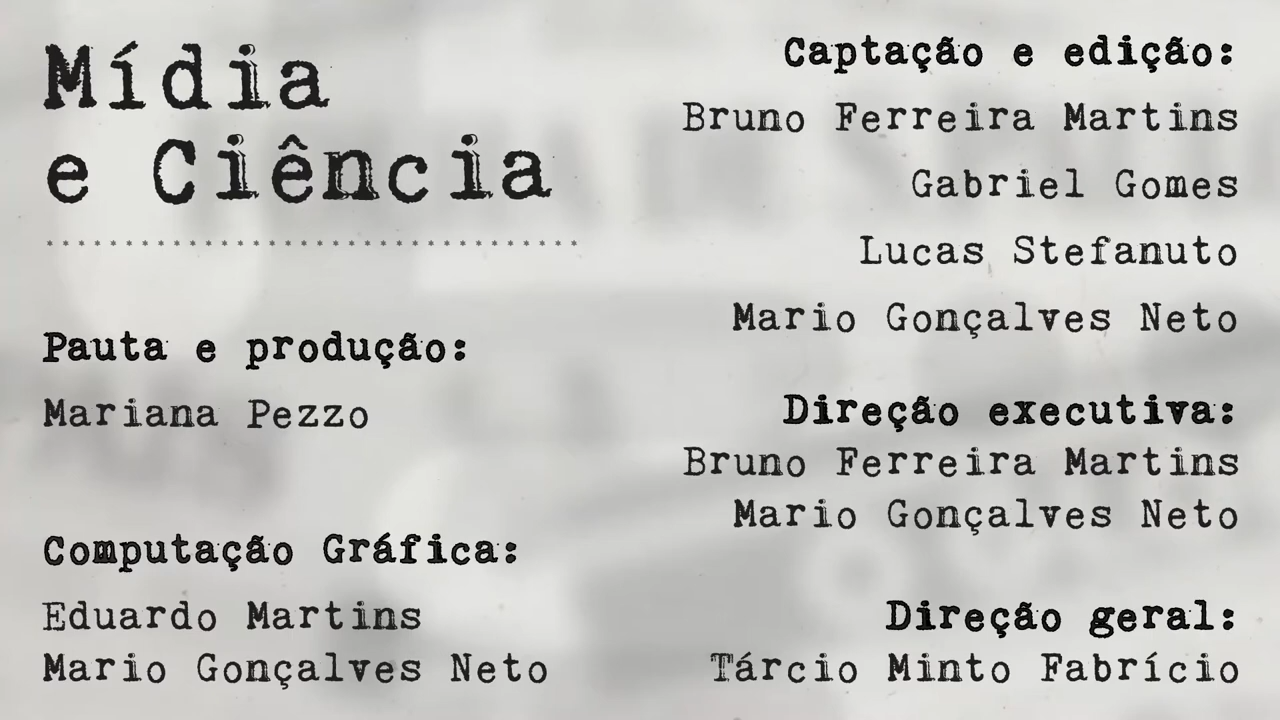 Mídia
e Ciência
Pauta e produção:
Mariana Pezzo
Computação Gráfica:
Eduardo Martins
Mario Gonçalves Neto
Captação e edição:
Bruno Ferreira Martins
Gabriel Gomes
Lucas Stefanuto
Mario Gonçalves Neto
Direção executiva:
Bruno Ferreira Martins
Mario Gonçalves Neto
Direção geral:
Tárcio Minto Fabrício